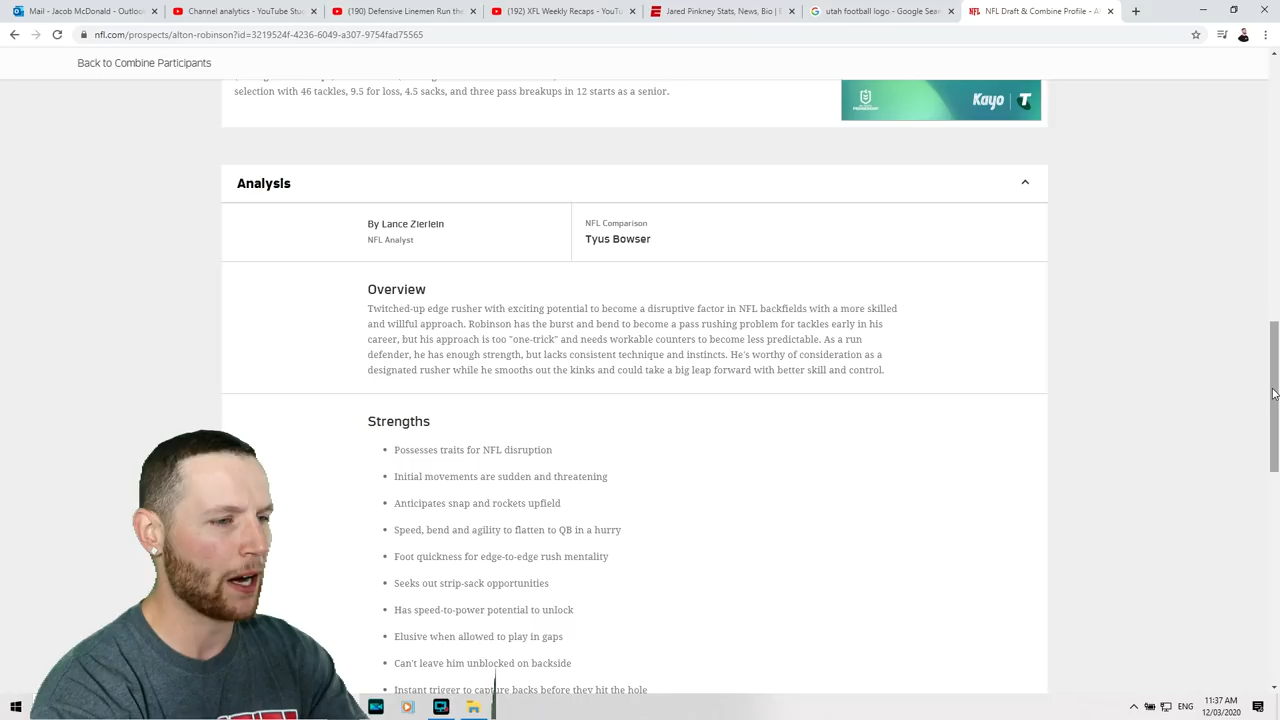 Mail - Jacob McDonald - Outlook
Channel analytics - YouTube Stu
(190) Defensive Linemen Run the
(192) XFL Weekly Recaps - YouTu
Jared Pinkney Stats, News, Bio | E
utah football logo - Google Sear
NFL Draft & Combine Profile - A
nfl.com/prospects/alton-robinson?id=3219524f-4236-6049-a307-9754fad75565
Back to Combine Participants
selection with 46 tackles, 9.5 for loss, 4.5 sacks, and three pass breakups in 12 starts as a senior.
Kayo T
Analysis
By Lance Zierlein
NFL Analyst
NFL Comparison
Tyus Bowser
Overview
Twitched-up edge rusher with exciting potential to become a disruptive factor in NFL backfields with a more skilled
and willful approach. Robinson has the burst and bend to become a pass rushing problem for tackles early in his
career, but his approach is too "one-trick" and needs workable counters to become less predictable. As a run
defender, he has enough strength, but lacks consistent technique and instincts. He's worthy of consideration as a
designated rusher while he smooths out the kinks and could take a big leap forward with better skill and control.
Strengths
Possesses traits for NFL disruption
Initial movements are sudden and threatening
Anticipates snap and rockets upfield
Speed, bend and agility to flatten to QB in a hurry
Foot quickness for edge-to-edge rush mentality
Seeks out strip-sack opportunities
Has speed-to-power potential to unlock
Elusive when allowed to play in gaps
Can't leave him unblocked on backside
Instant trigger to capture backs before they hit the hole
ENG
11:37 AM
12/03/2020